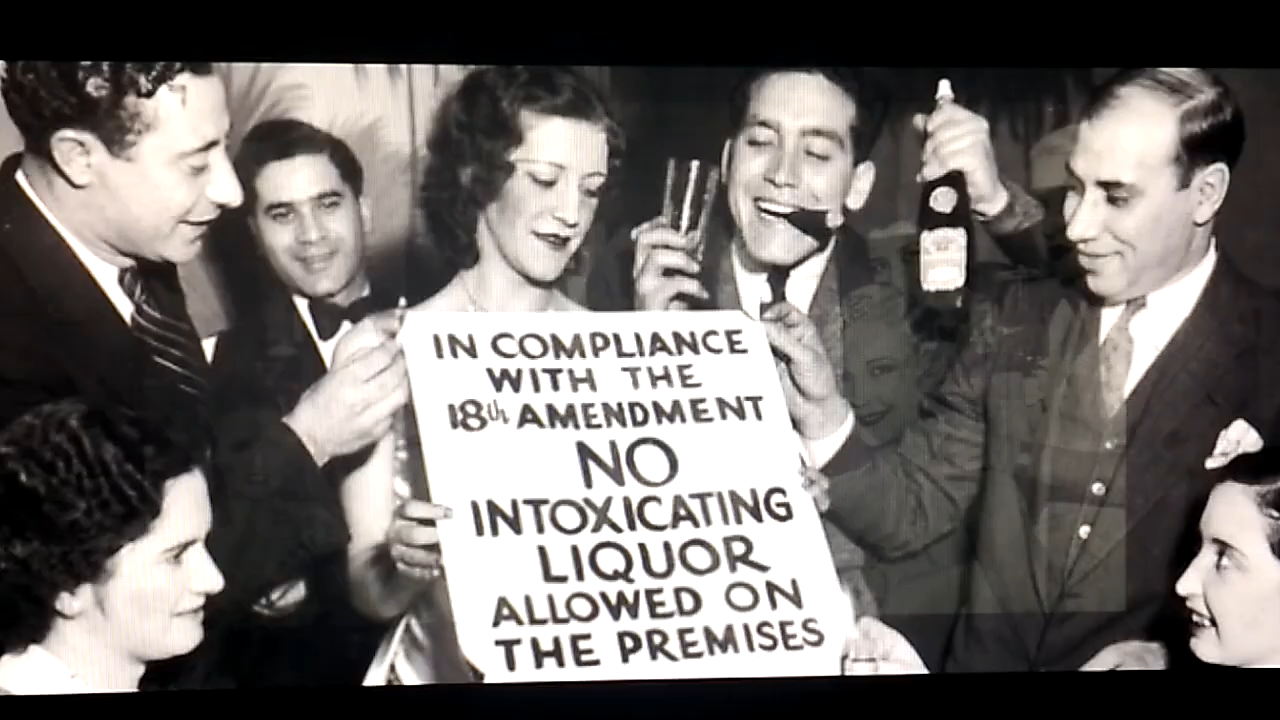 IN COMPLIANCE
WITH THE
18th AMENDMENT
NO
INTOXICATING
LIQUOR
ALLOWED ON
THE PREMISES